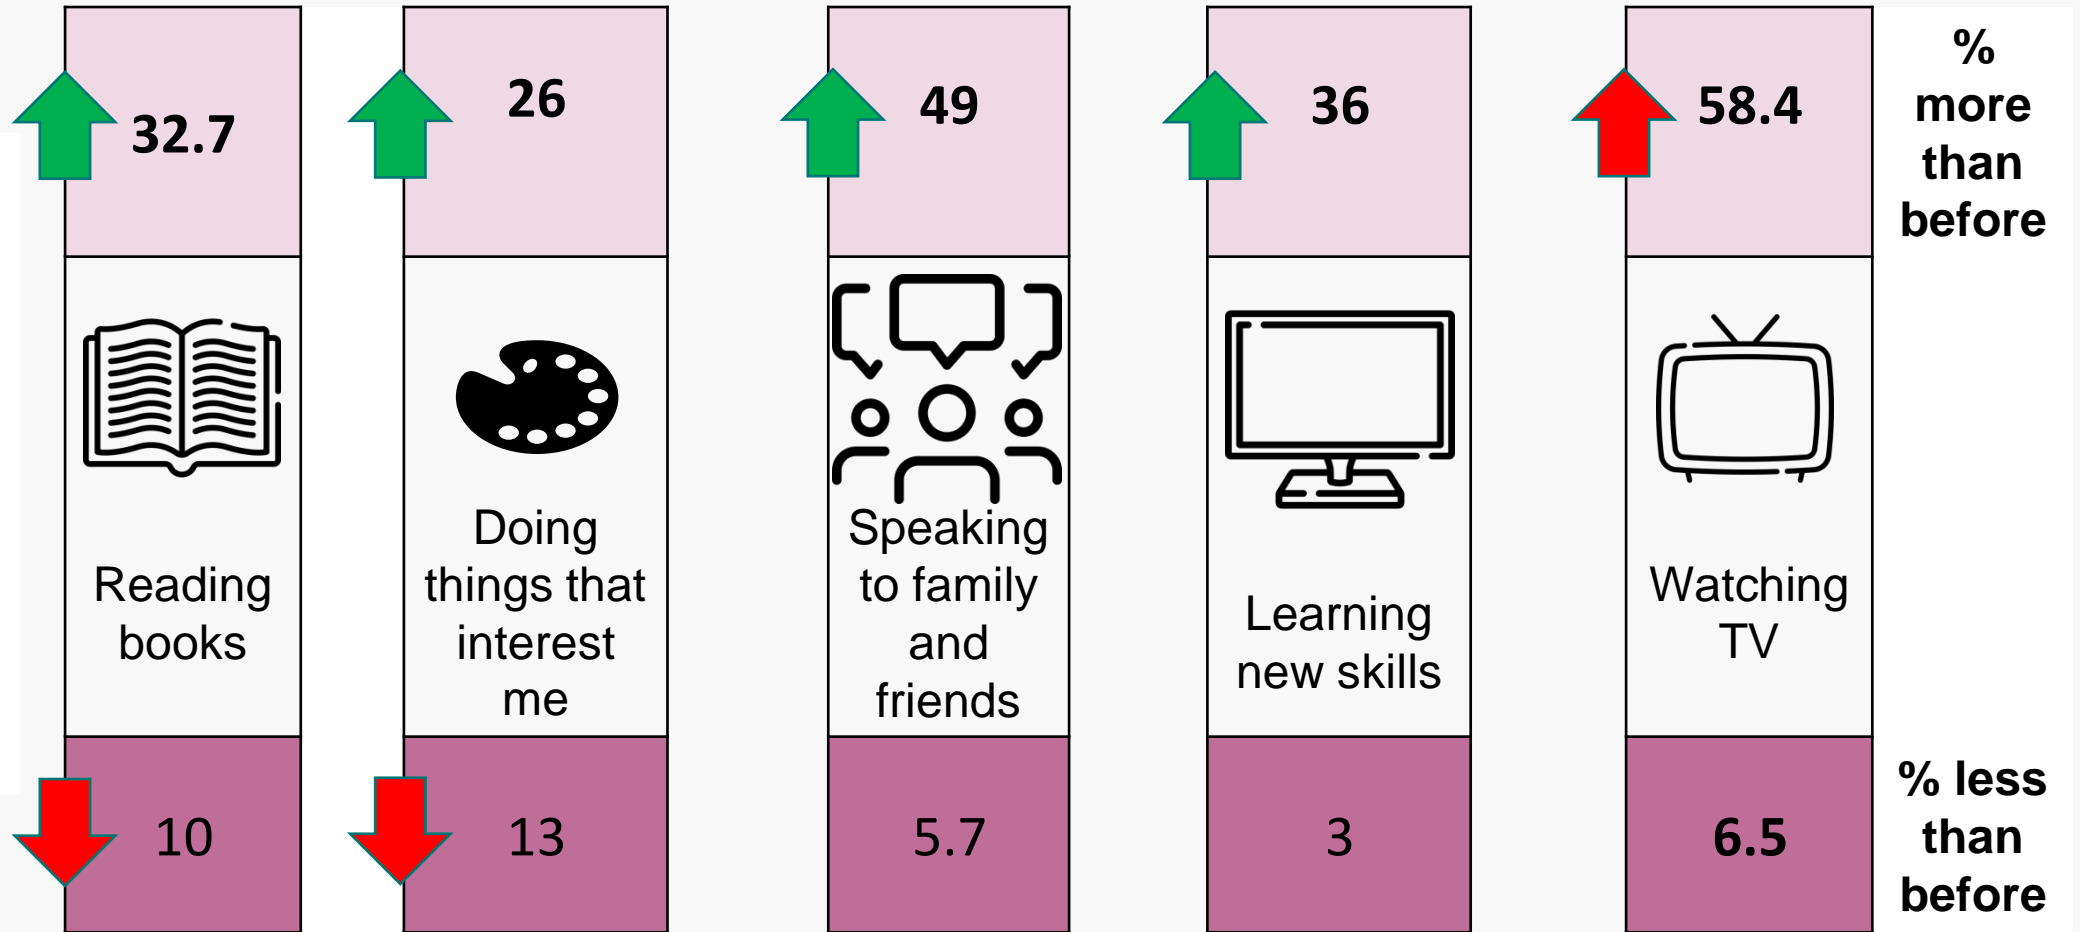 32.7
26
49
36
58.4
%
more
than
before
Reading
books
Doing
things that
interest
me
Speaking
to family
and
friends
Learning
new skills
Watching
TV
10
13
5.7
3
6.5
% less
than
before